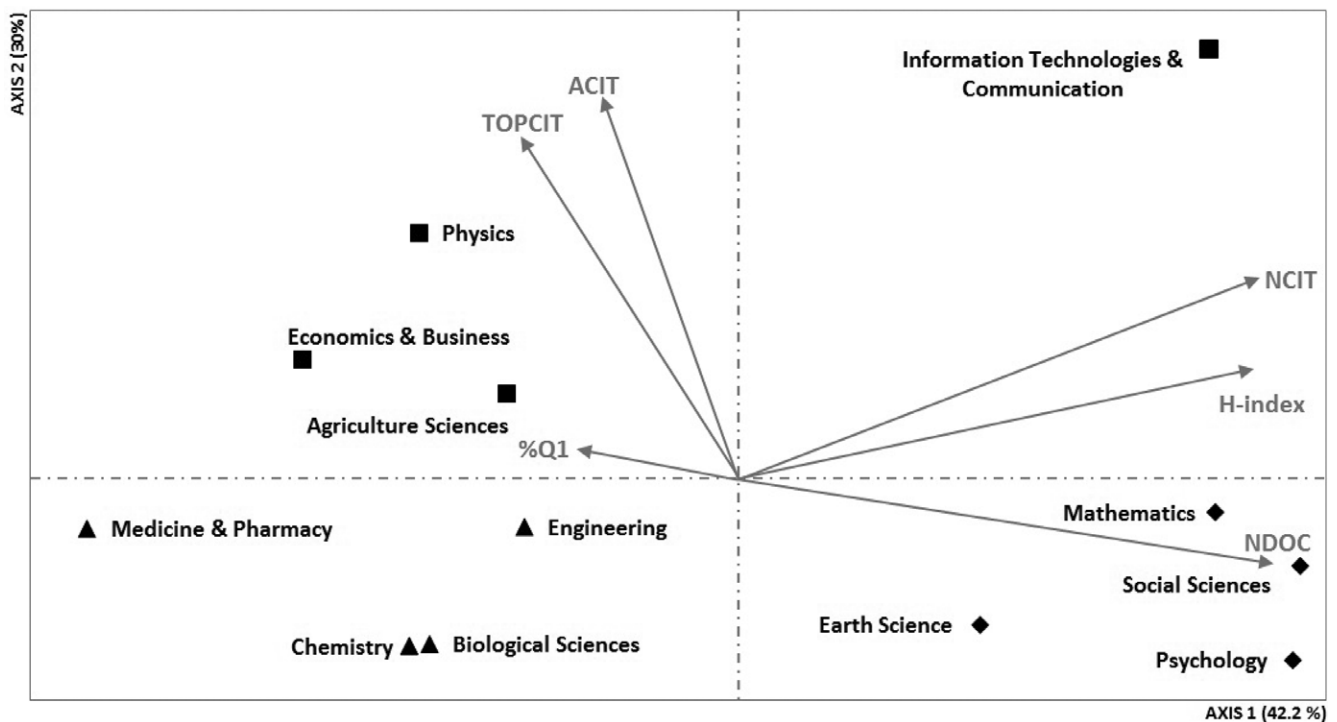 AXIS 2 (30%)
Information Technologies &
Communication
ACIT
TOPCIT
Physics
NCIT
Economics & Business
H-index
Agriculture Sciences
%Q1
Mathematics
Medicine & Pharmacy
Engineering
NDOC
Social Sciences
Earth Science
Chemistry
Biological Sciences
Psychology
AXIS 1 (42.2 %)